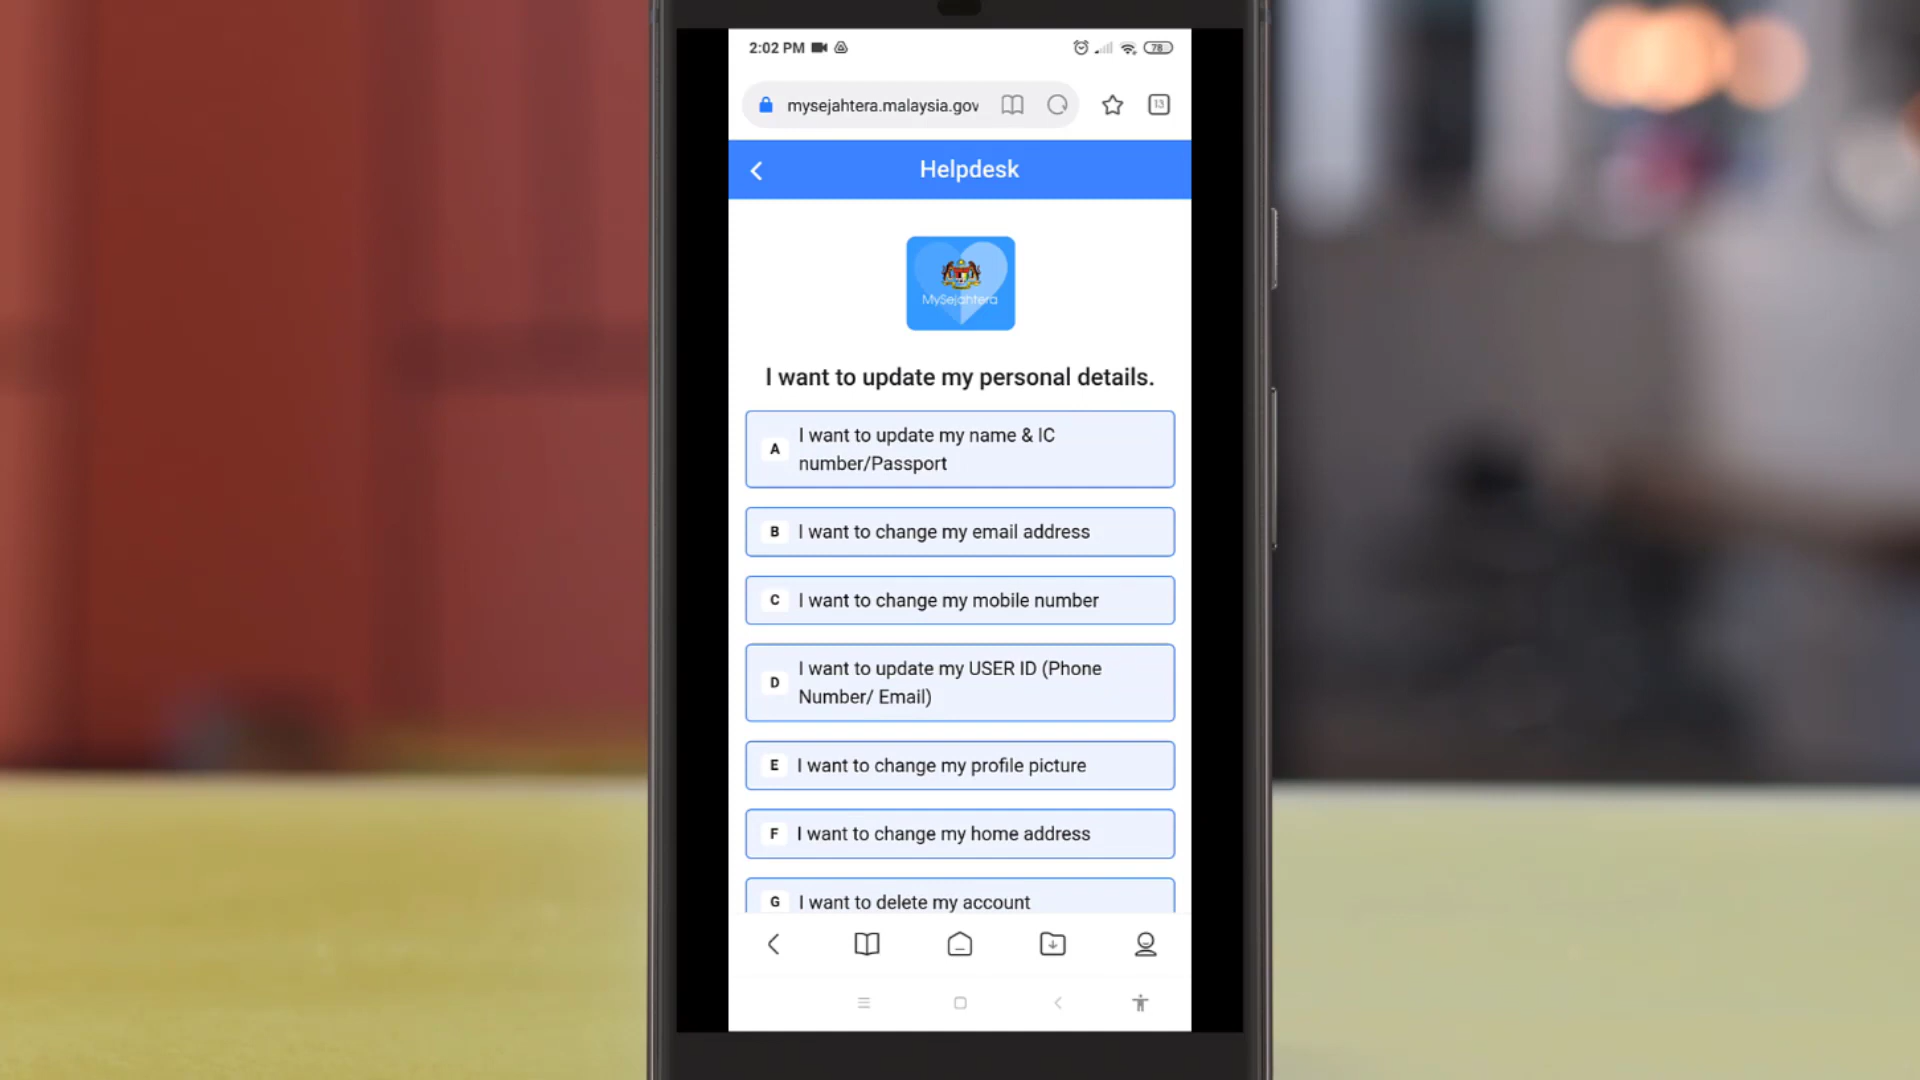 2:02 PM
78
mysejahtera.malaysia.gov
13
Helpdesk
MySejahtera
I want to update my personal details.
A
I want to update my name & IC
number/Passport
B I want to change my email address
C I want to change my mobile number
D
I want to update my USER ID (Phone
Number/ Email)
E I want to change my profile picture
F I want to change my home address
G I want to delete my account